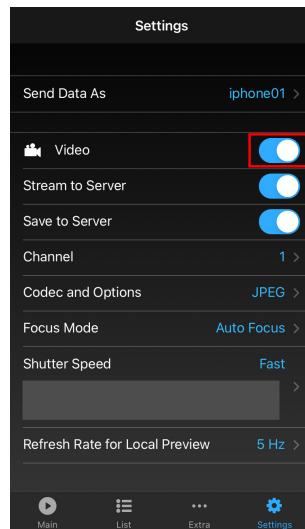 Settings
Send Data As iphone01 >
Video
Stream to Server
Save to Server
Channel 1 >
Codec and Options JPEG >
Focus Mode Auto Focus >
Shutter Speed Fast >
Refresh Rate for Local Preview 5 Hz >
Main List Extra Settings